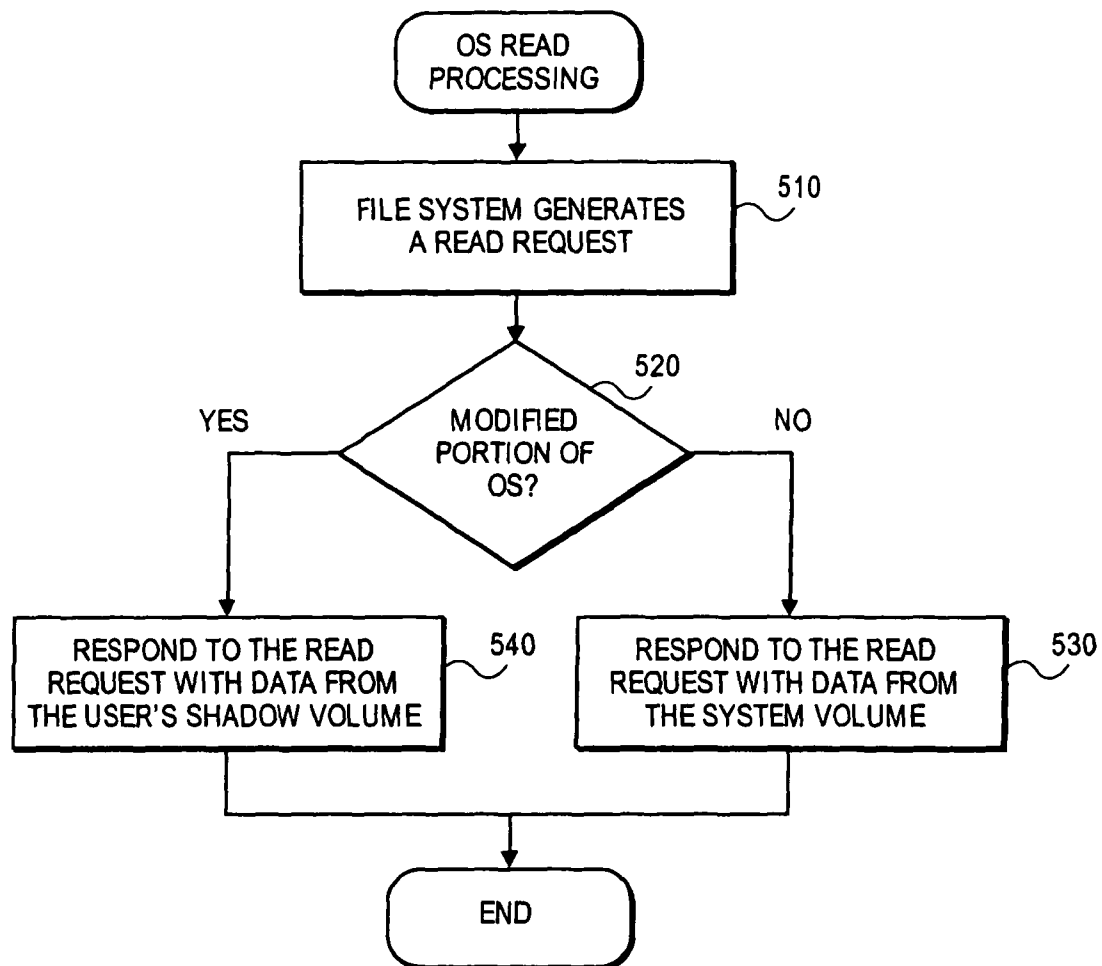 OS READ
PROCESSING
FILE SYSTEM GENERATES
A READ REQUEST
510
520
MODIFIED
PORTION OF
OS?
YES
NO
RESPOND TO THE READ
REQUEST WITH DATA FROM
THE USER'S SHADOW VOLUME
540
RESPOND TO THE READ
REQUEST WITH DATA FROM
THE SYSTEM VOLUME
530
END